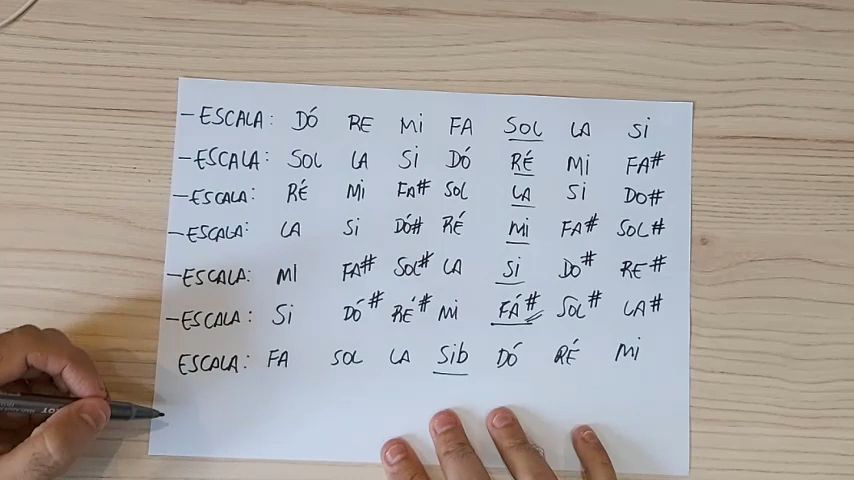 - ESCALA: DÓ RE Mi FA SOL LA Si
- ESCALA: SOL LA Si DÓ RÉ Mi FA#
- ESCALA: RÉ Mi FA# SOL LA Si DO#
- ESCALA: LA Si DÓ# RÉ Mi FA# SOL#
- ESCALA: Mi FA# SOL# LA Si DO# RE#
- ESCALA: Si DÓ# RÉ# Mi FÁ# SOL# LA#
ESCALA: FA SOL LA Sib DÓ RÉ Mi